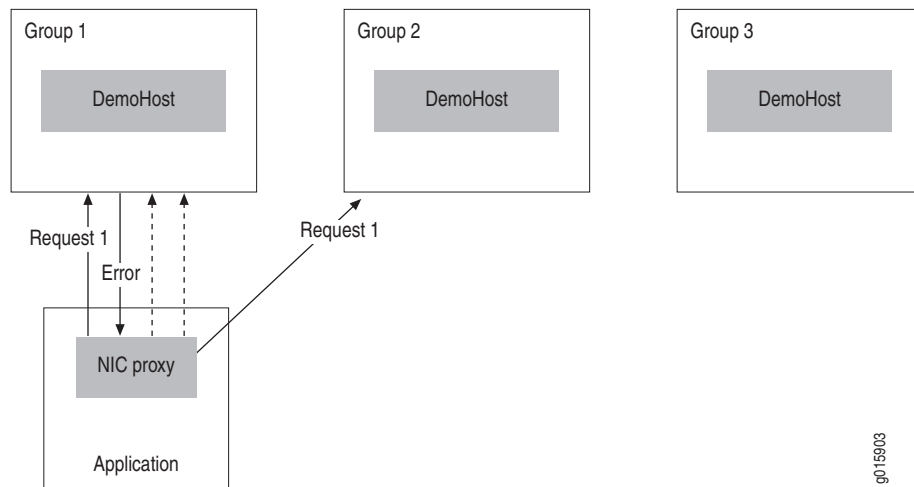 Group 1
Group 2
Group 3
DemoHost
DemoHost
DemoHost
Request 1
Error
Request 1
NIC proxy
Application
g015903